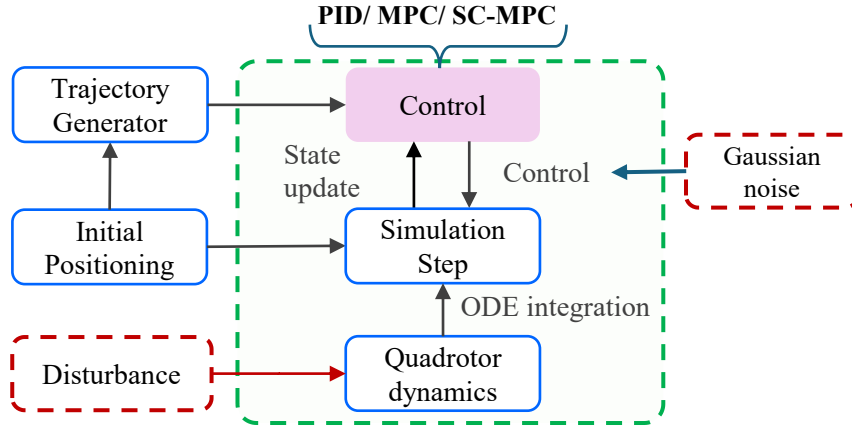 PID/ MPC/ SC-MPC
Trajectory
Generator
Control
State
update
Control
Gaussian
noise
Initial
Positioning
Simulation
Step
ODE integration
Disturbance
Quadrotor
dynamics